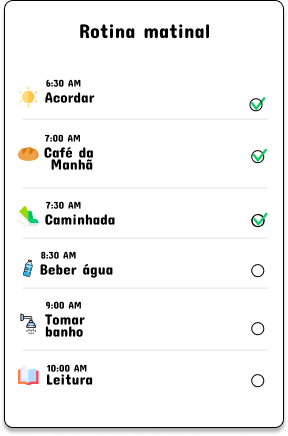 Rotina matinal
6:30 AM
Acordar
7:00 AM
Café da
Manhã
7:30 AM
Caminhada
8:30 AM
Beber água
9:00 AM
Tomar
banho
10:00 AM
Leitura